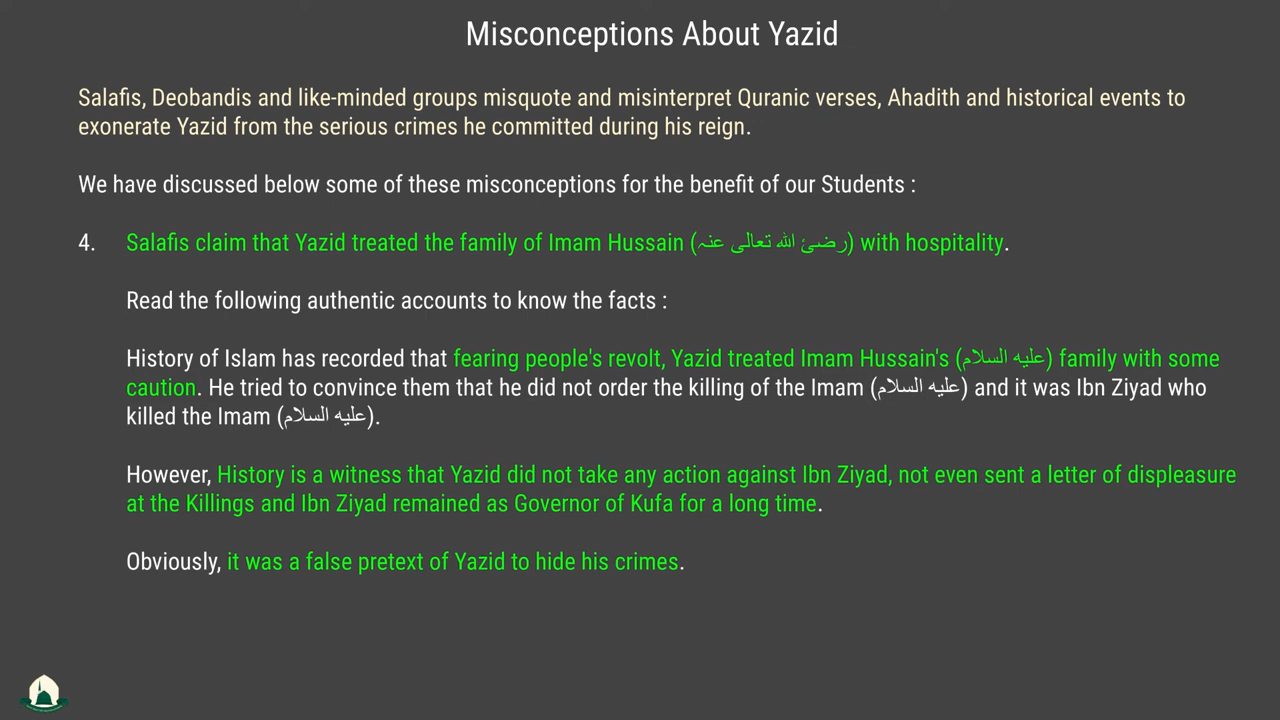 Misconceptions About Yazid
Salafis, Deobandis and like-minded groups misquote and misinterpret Quranic verses, Ahadith and historical events to
exonerate Yazid from the serious crimes he committed during his reign.
We have discussed below some of these misconceptions for the benefit of our Students :
4. Salafis claim that Yazid treated the family of Imam Hussain (رضئ الله تعالى عنہ) with hospitality.
Read the following authentic accounts to know the facts :
History of Islam has recorded that fearing people's revolt, Yazid treated Imam Hussain's (علیہ السلام) family with some
caution. He tried to convince them that he did not order the killing of the Imam (علیہ السلام) and it was Ibn Ziyad who
killed the Imam (علیہ السلام).
However, History is a witness that Yazid did not take any action against Ibn Ziyad, not even sent a letter of displeasure
at the Killings and Ibn Ziyad remained as Governor of Kufa for a long time.
Obviously, it was a false pretext of Yazid to hide his crimes.